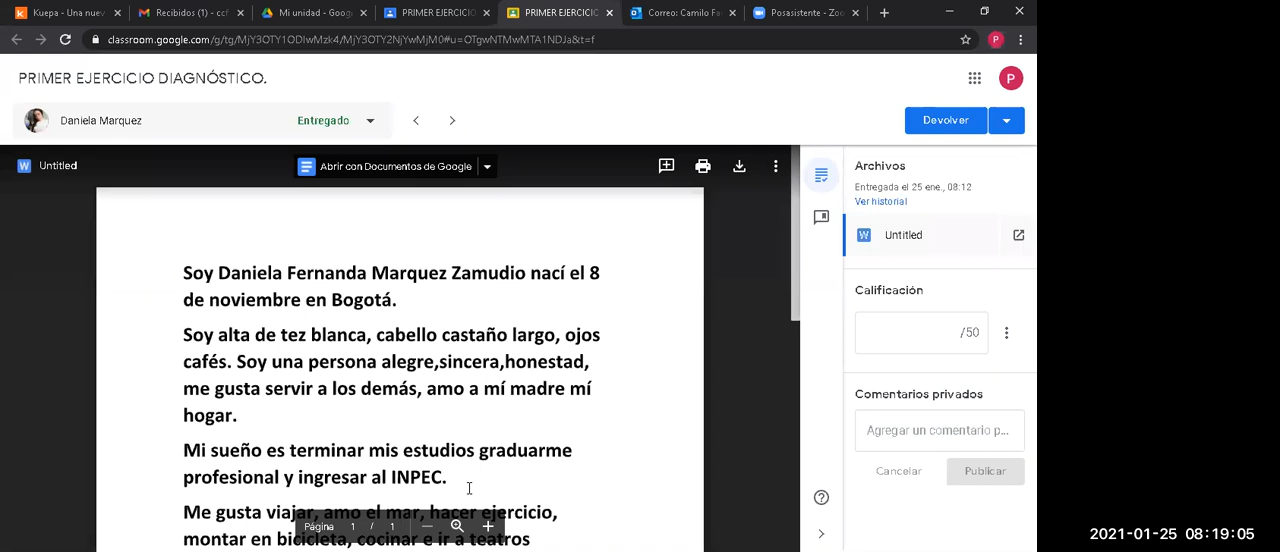 Kuepa - Una nuev
Recibidos (1) - ccf
Mi unidad - Goog
PRIMER EJERCICIO
PRIMER EJERCICIO
Correo: Camilo Fa
Posasistente - Zoo
classroom.google.com
PRIMER EJERCICIO DIAGNÓSTICO.
P
Daniela Marquez
Entregado
Devolver
Untitled
Abrir con Documentos de Google
Soy Daniela Fernanda Marquez Zamudio nací el 8
de noviembre en Bogotá.
Soy alta de tez blanca, cabello castaño largo, ojos
cafés. Soy una persona alegre,sincera,honestad,
me gusta servir a los demás, amo a mí madre mí
hogar.
Mi sueño es terminar mis estudios graduarme
profesional y ingresar al INPEC.
Me gusta viajar, amo el mar, hacer ejercicio,
montar en bicicleta, cocinar e ir a teatros
Página 1 / 1
Archivos
Entregada el 25 ene., 08:12
Ver historial
Untitled
Calificación
/50
Comentarios privados
Agregar un comentario p...
Cancelar
Publicar
2021-01-25 08:19:05